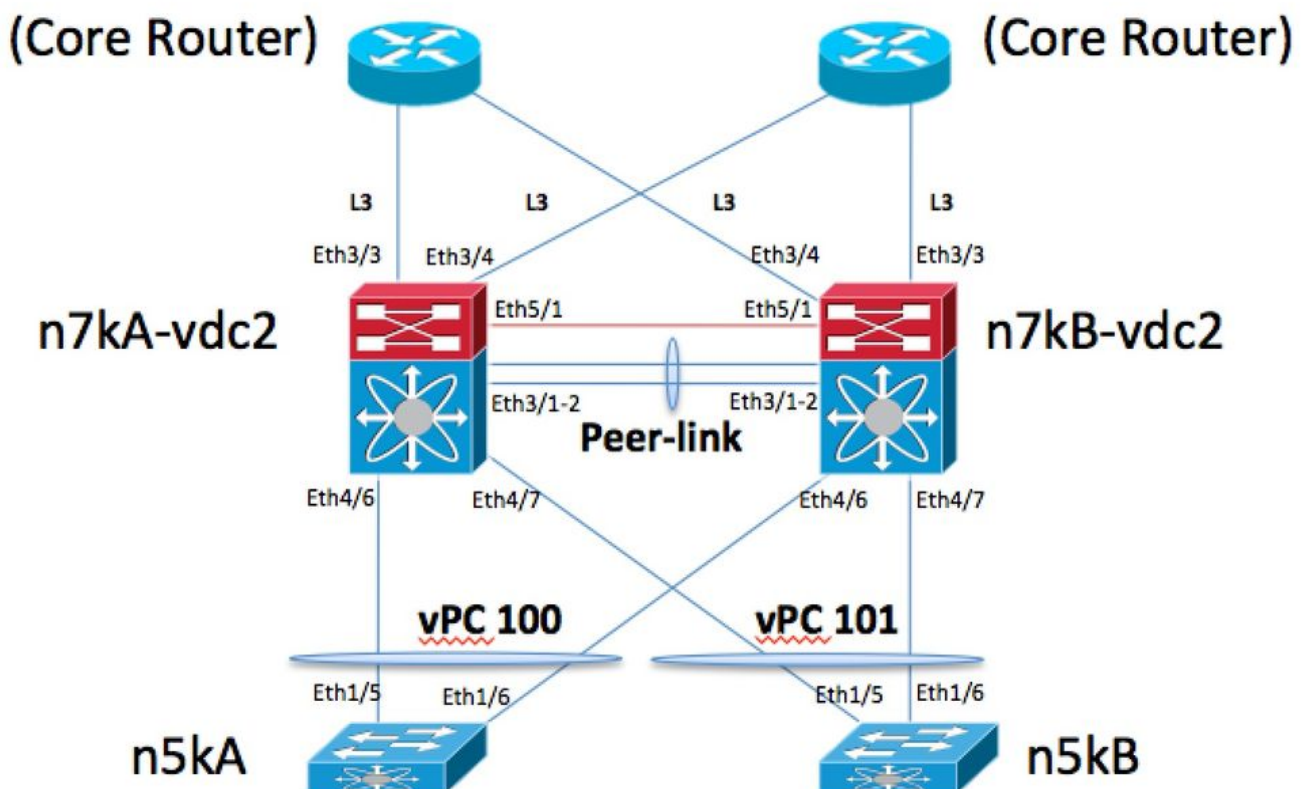 (Core Router)
(Core Router)
L3
L3
L3
L3
Eth3/3
Eth3/4
Eth3/4
Eth3/3
n7kA-vdc2
Eth5/1
Eth5/1
n7kB-vdc2
Eth3/1-2
Eth3/1-2
Peer-link
Eth4/6
Eth4/7
Eth4/6
Eth4/7
vPC 100
vPC 101
Eth1/5
Eth1/6
Eth1/5
Eth1/6
n5kA
n5kB